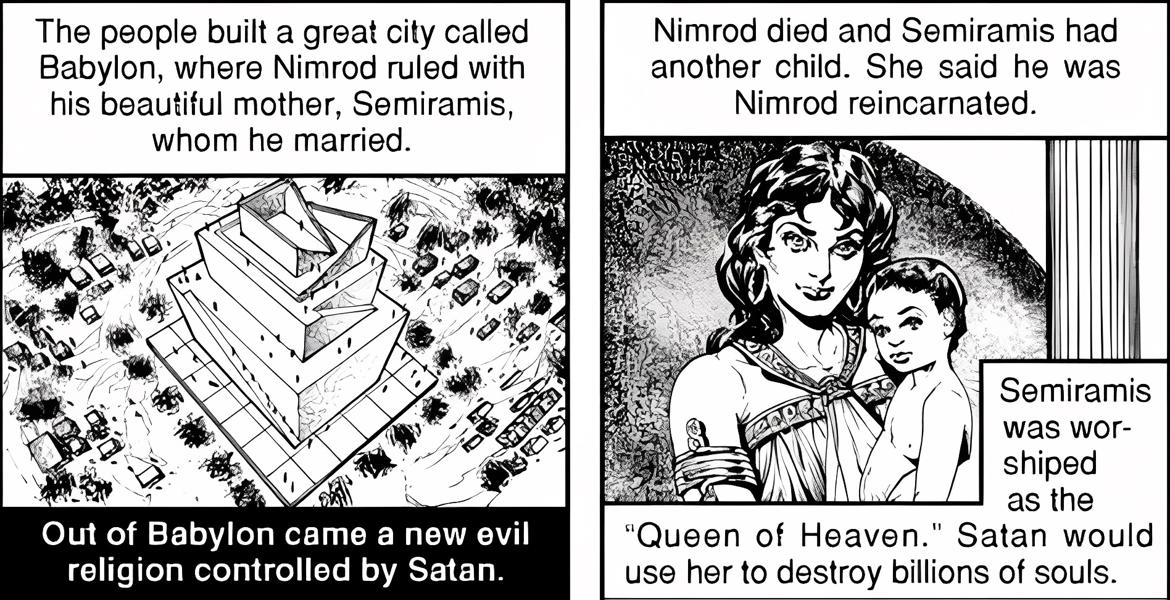 The people built a great city called
Babylon, where Nimrod ruled with
his beautiful mother, Semiramis,
whom he married.
Out of Babylon came a new evil
religion controlled by Satan.
Nimrod died and Semiramis had
another child. She said he was
Nimrod reincarnated.
Semiramis
was wor-
shiped
as the
"Queen of Heaven." Satan would
use her to destroy billions of souls.